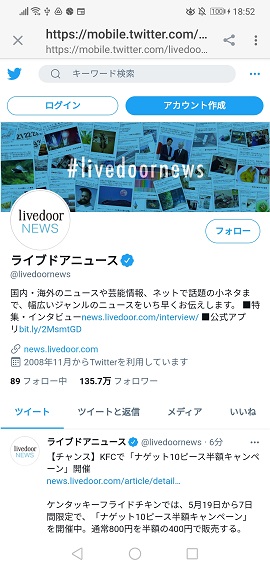 100 18:52
https://mobile.twitter.com/...
https://mobile.twitter.com/livedoo...
キーワード検索
ログイン
アカウント作成
#livedoornews
livedoor
NEWS
フォロー
ライブドアニュース
@livedoornews
国内・海外のニュースや芸能情報、ネットで話題の小ネタま
で、幅広いジャンルのニュースをいち早くお伝えします。 ■特
集・インタビューnews.livedoor.com/interview/ ■公式アプ
リbit.ly/2MsmtGD
news.livedoor.com
2008年11月からTwitterを利用しています
89 フォロー中 135.7万 フォロワー
ツイート ツイートと返信 メディア いいね
livedoor
NEWS
ライブドアニュース @livedoornews · 6分
【チャンス】KFCで「ナゲット10ピース半額キャンペ
ーン」開催
news.livedoor.com/article/detail...
ケンタッキーフライドチキンでは、5月19日から7日
間限定で、「ナゲット10ピース半額キャンペーン」
を開催中。通常800円を半額の400円で販売する。